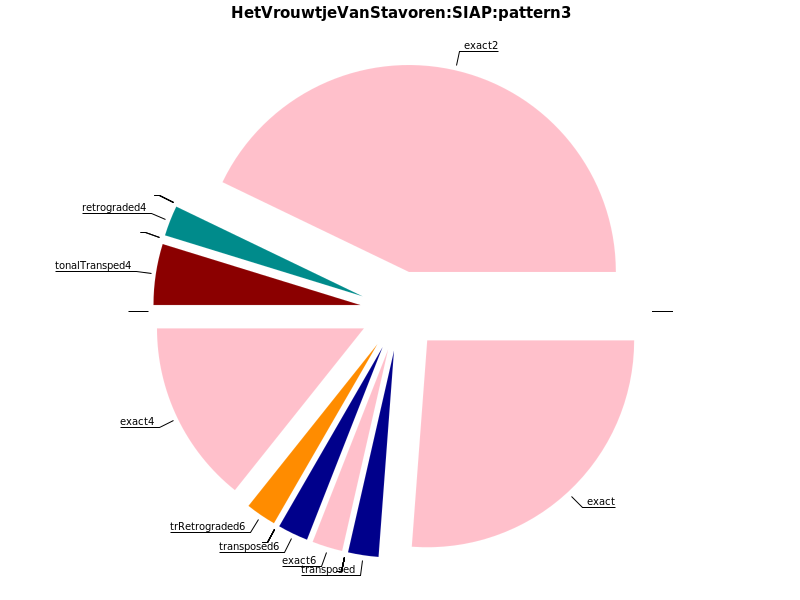 HetVrouwtjeVanStavoren:SIAP:pattern3
exact2
retrograded4
tonalTransped4
exact4
exact
trRetrograded6
transposed6
exact6
transposed